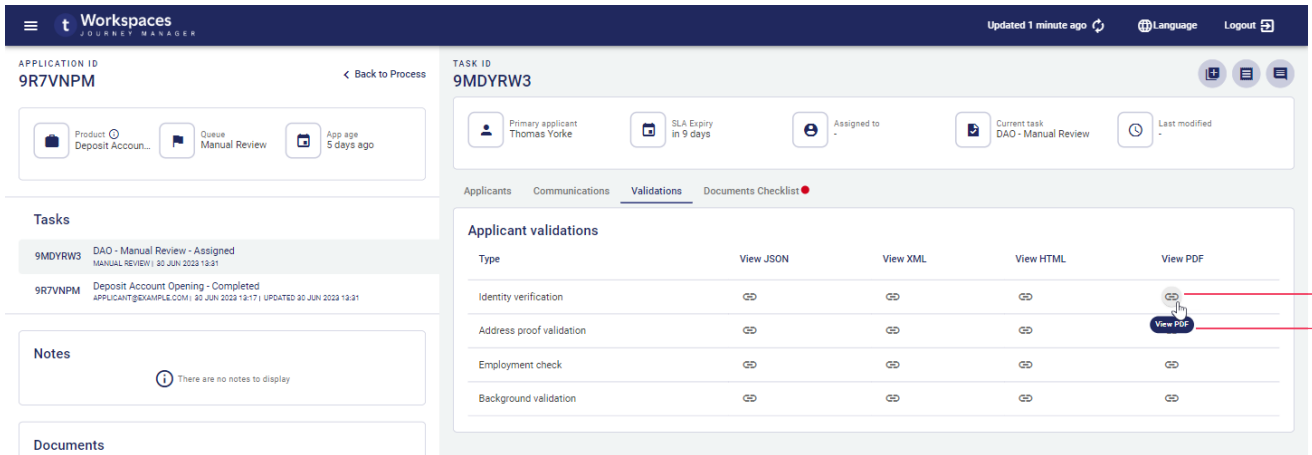 t Workspaces
JOURNEY MANAGER
Updated 1 minute ago
Language
Logout
APPLICATION ID
9R7VNPM
Back to Process
Product
Deposit Accoun...
Queue
Manual Review
App age
5 days ago
Tasks
9MDYRW3 DAO - Manual Review - Assigned
MANUAL REVIEW | 30 JUN 2023 13:31
9R7VNPM Deposit Account Opening - Completed
APPLICANT@EXAMPLE.COM | 30 JUN 2023 13:17 | UPDATED 30 JUN 2023 13:31
Notes
There are no notes to display
Documents
TASK ID
9MDYRW3
Primary applicant
Thomas Yorke
SLA Expiry
in 9 days
Assigned to
-
Current task
DAO - Manual Review
Last modified
-
Applicants Communications Validations Documents Checklist
Applicant validations
Type View JSON View XML View HTML View PDF
Identity verification
Address proof validation
View PDF
Employment check
Background validation